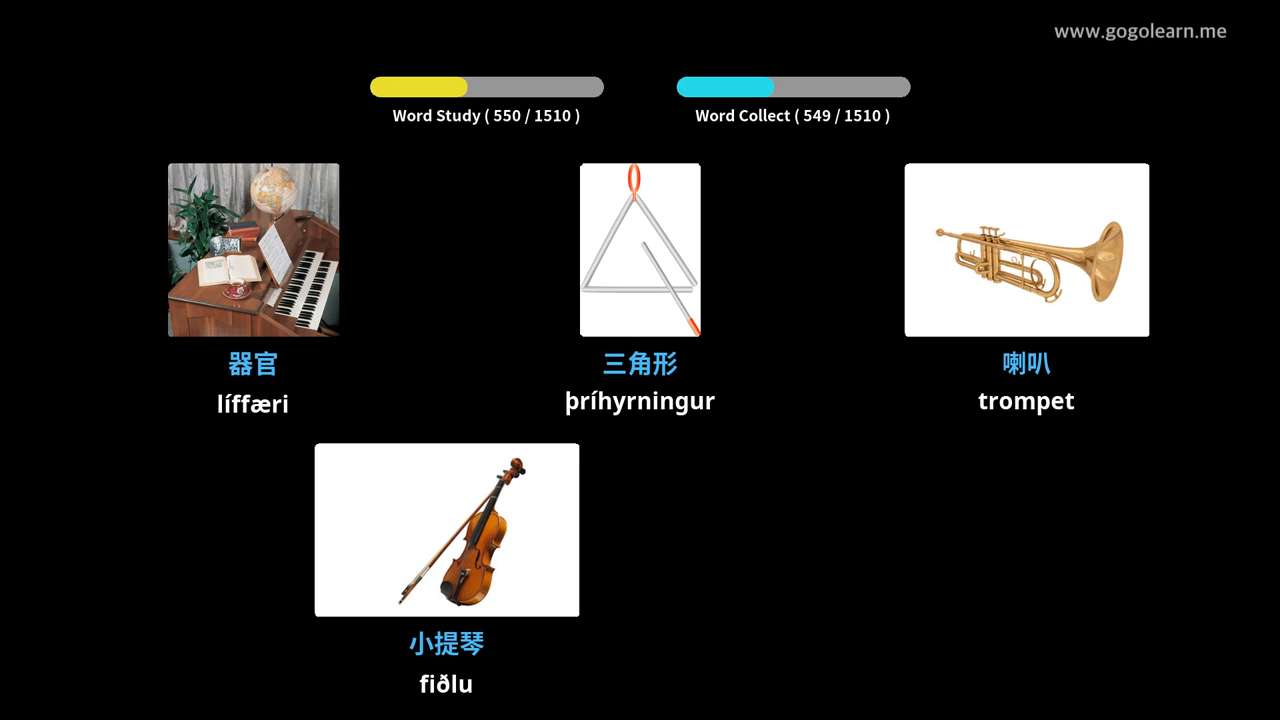 www.gogolearn.me
Word Study ( 550 / 1510 )
Word Collect ( 549 / 1510 )
器官
三角形
喇叭
líffæri
þríhyrningur
trompet
小提琴
fiðlu